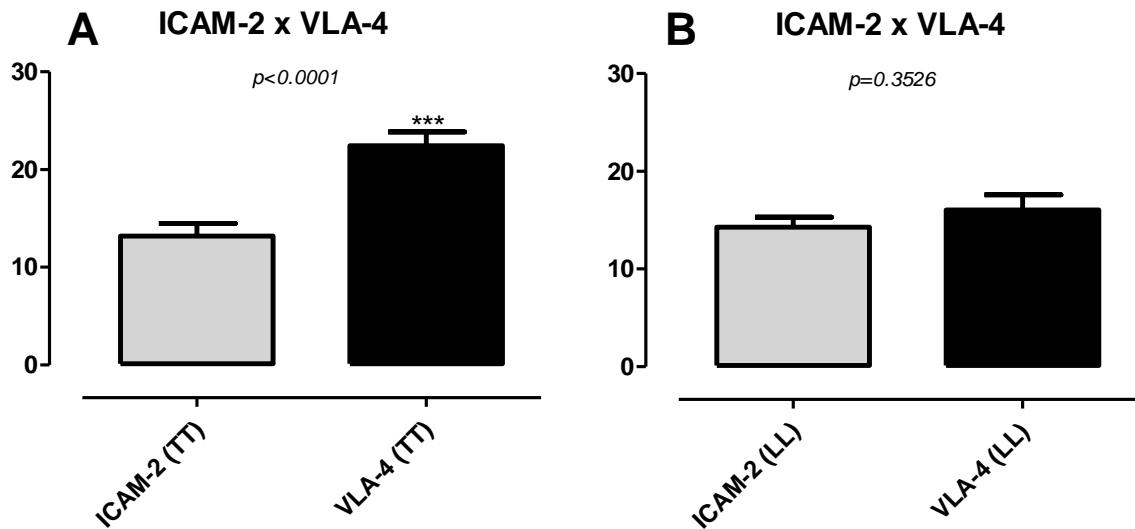 A
ICAM-2 x VLA-4
p<0.0001
30
20
10
0
***
ICAM-2 (TT)
VLA-4 (TT)
B
ICAM-2 x VLA-4
p=0.3526
30
20
10
0
ICAM-2 (LL)
VLA-4 (LL)